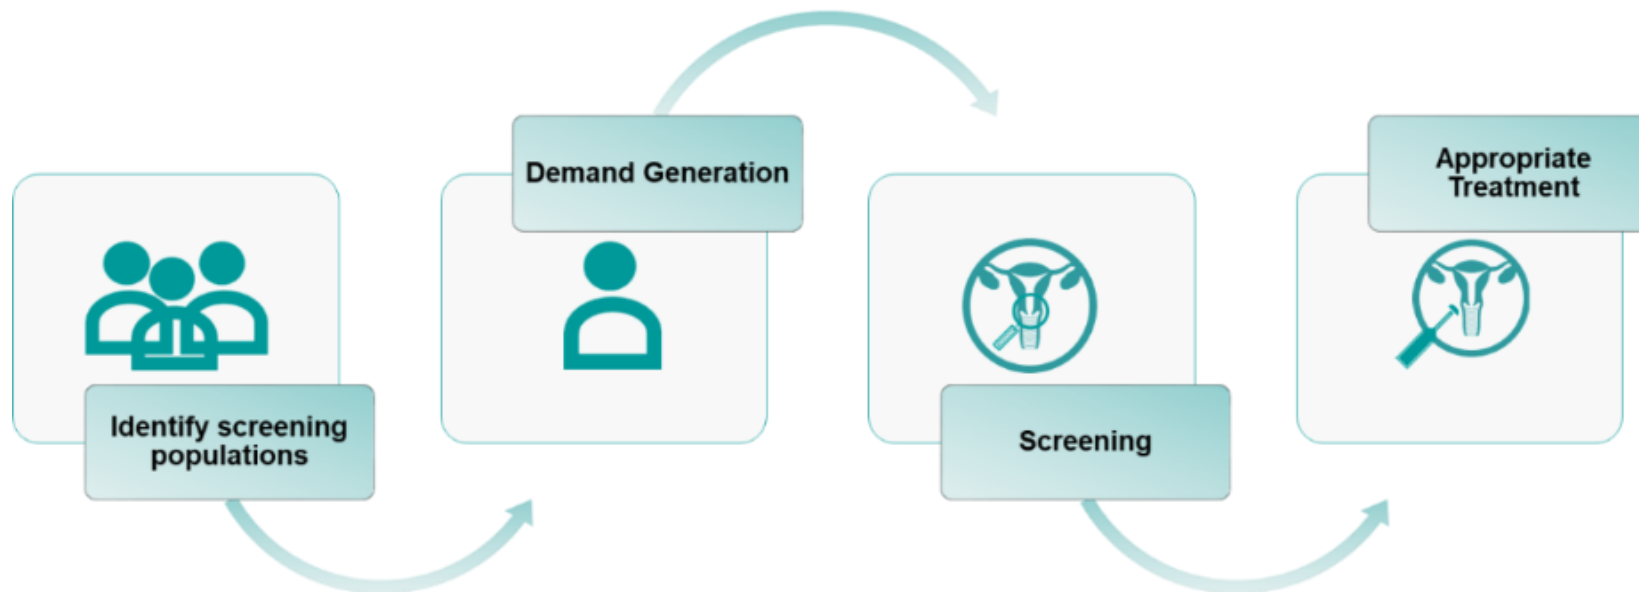 Identify screening
populations
Demand Generation
Screening
Appropriate
Treatment